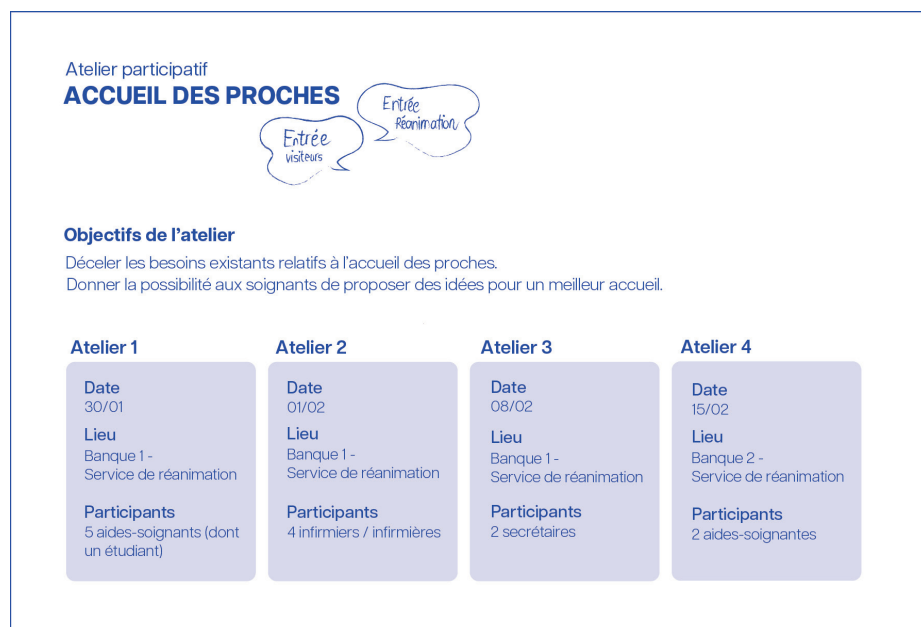 Atelier participatif
ACCUEIL DES PROCHES
Entrée
visiteurs
Entrée
Réanimation
Objectifs de l'atelier
Déceler les besoins existants relatifs à l'accueil des proches.
Donner la possibilité aux soignants de proposer des idées pour un meilleur accueil.
Atelier 1
Date
30/01
Lieu
Banque 1 -
Service de réanimation
Participants
5 aides-soignants (dont
un étudiant)
Atelier 2
Date
01/02
Lieu
Banque 1 -
Service de réanimation
Participants
4 infirmiers / infirmières
Atelier 3
Date
08/02
Lieu
Banque 1 -
Service de réanimation
Participants
2 secrétaires
Atelier 4
Date
15/02
Lieu
Banque 2 -
Service de réanimation
Participants
2 aides-soignantes